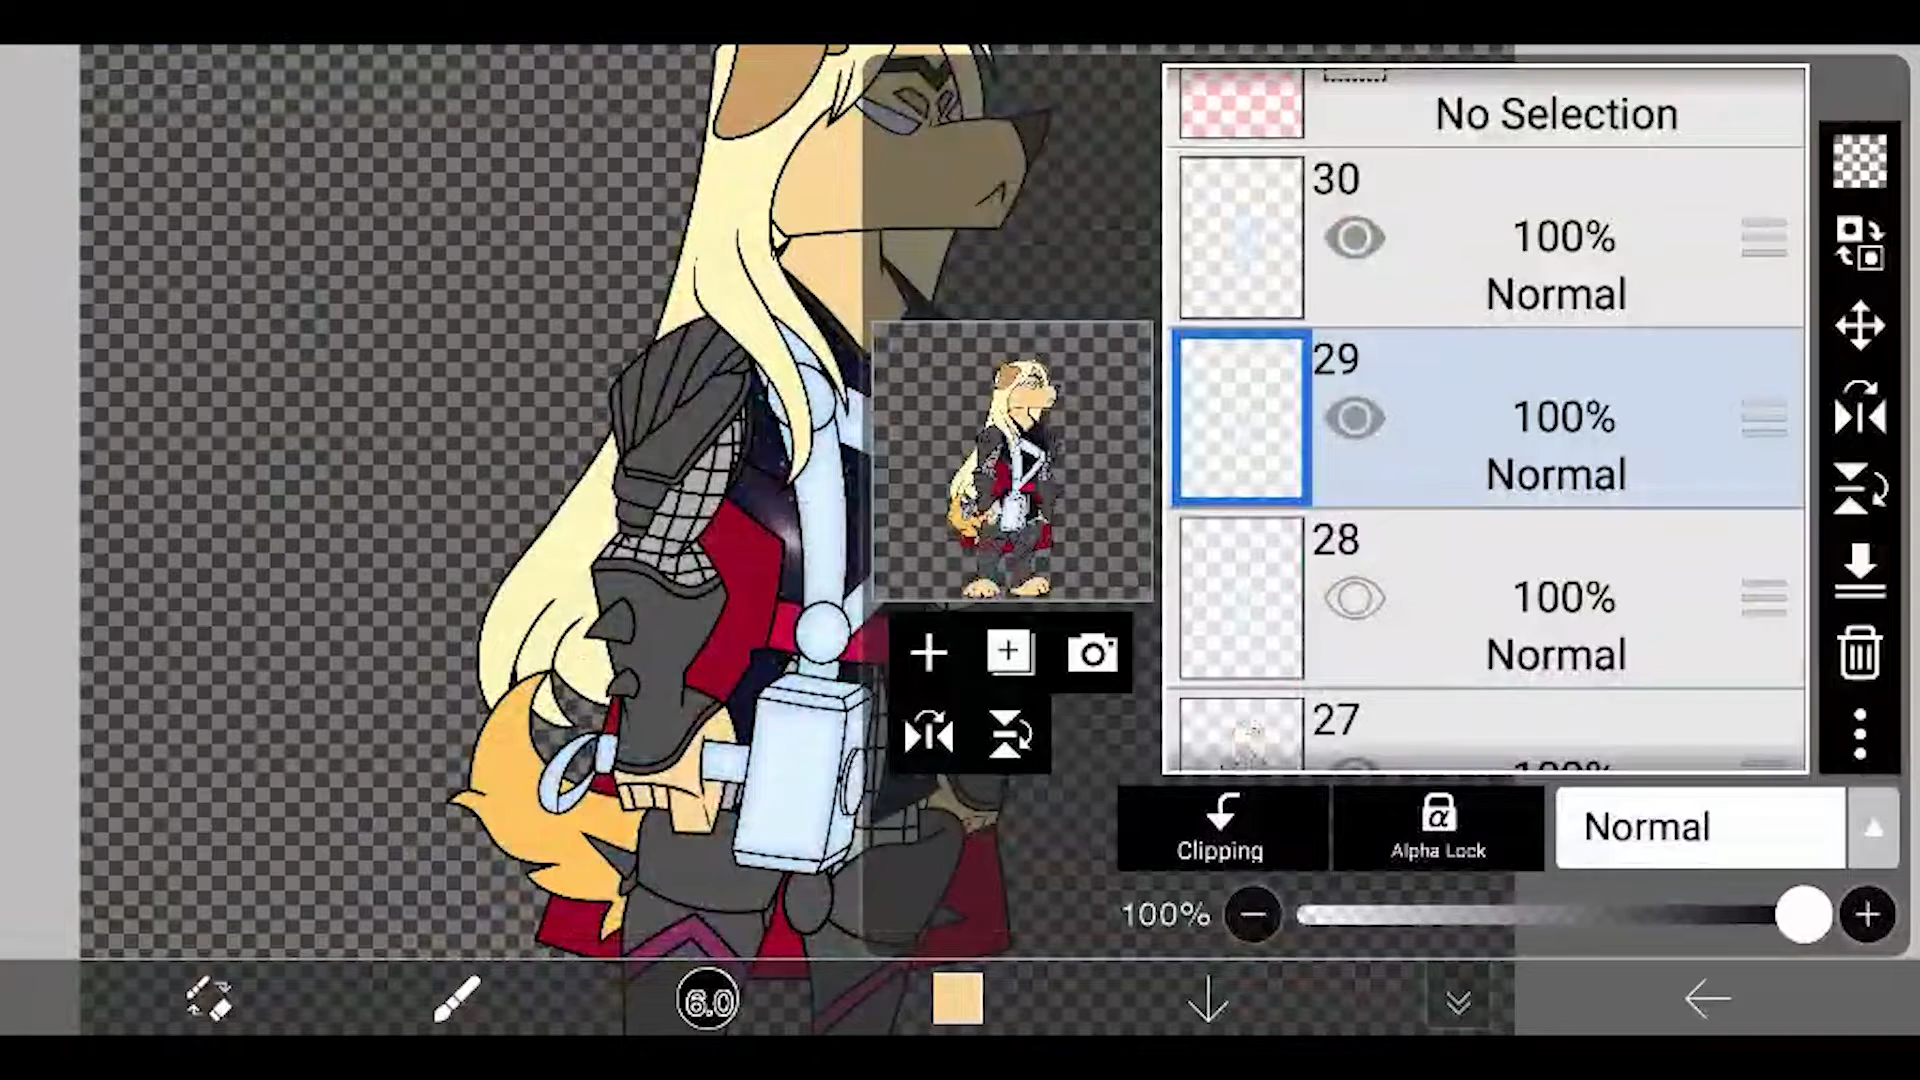 No Selection
30
100%
Normal
29
100%
Normal
28
100%
Normal
27
100%
Clipping
α
Alpha Lock
Normal
100%
6.0